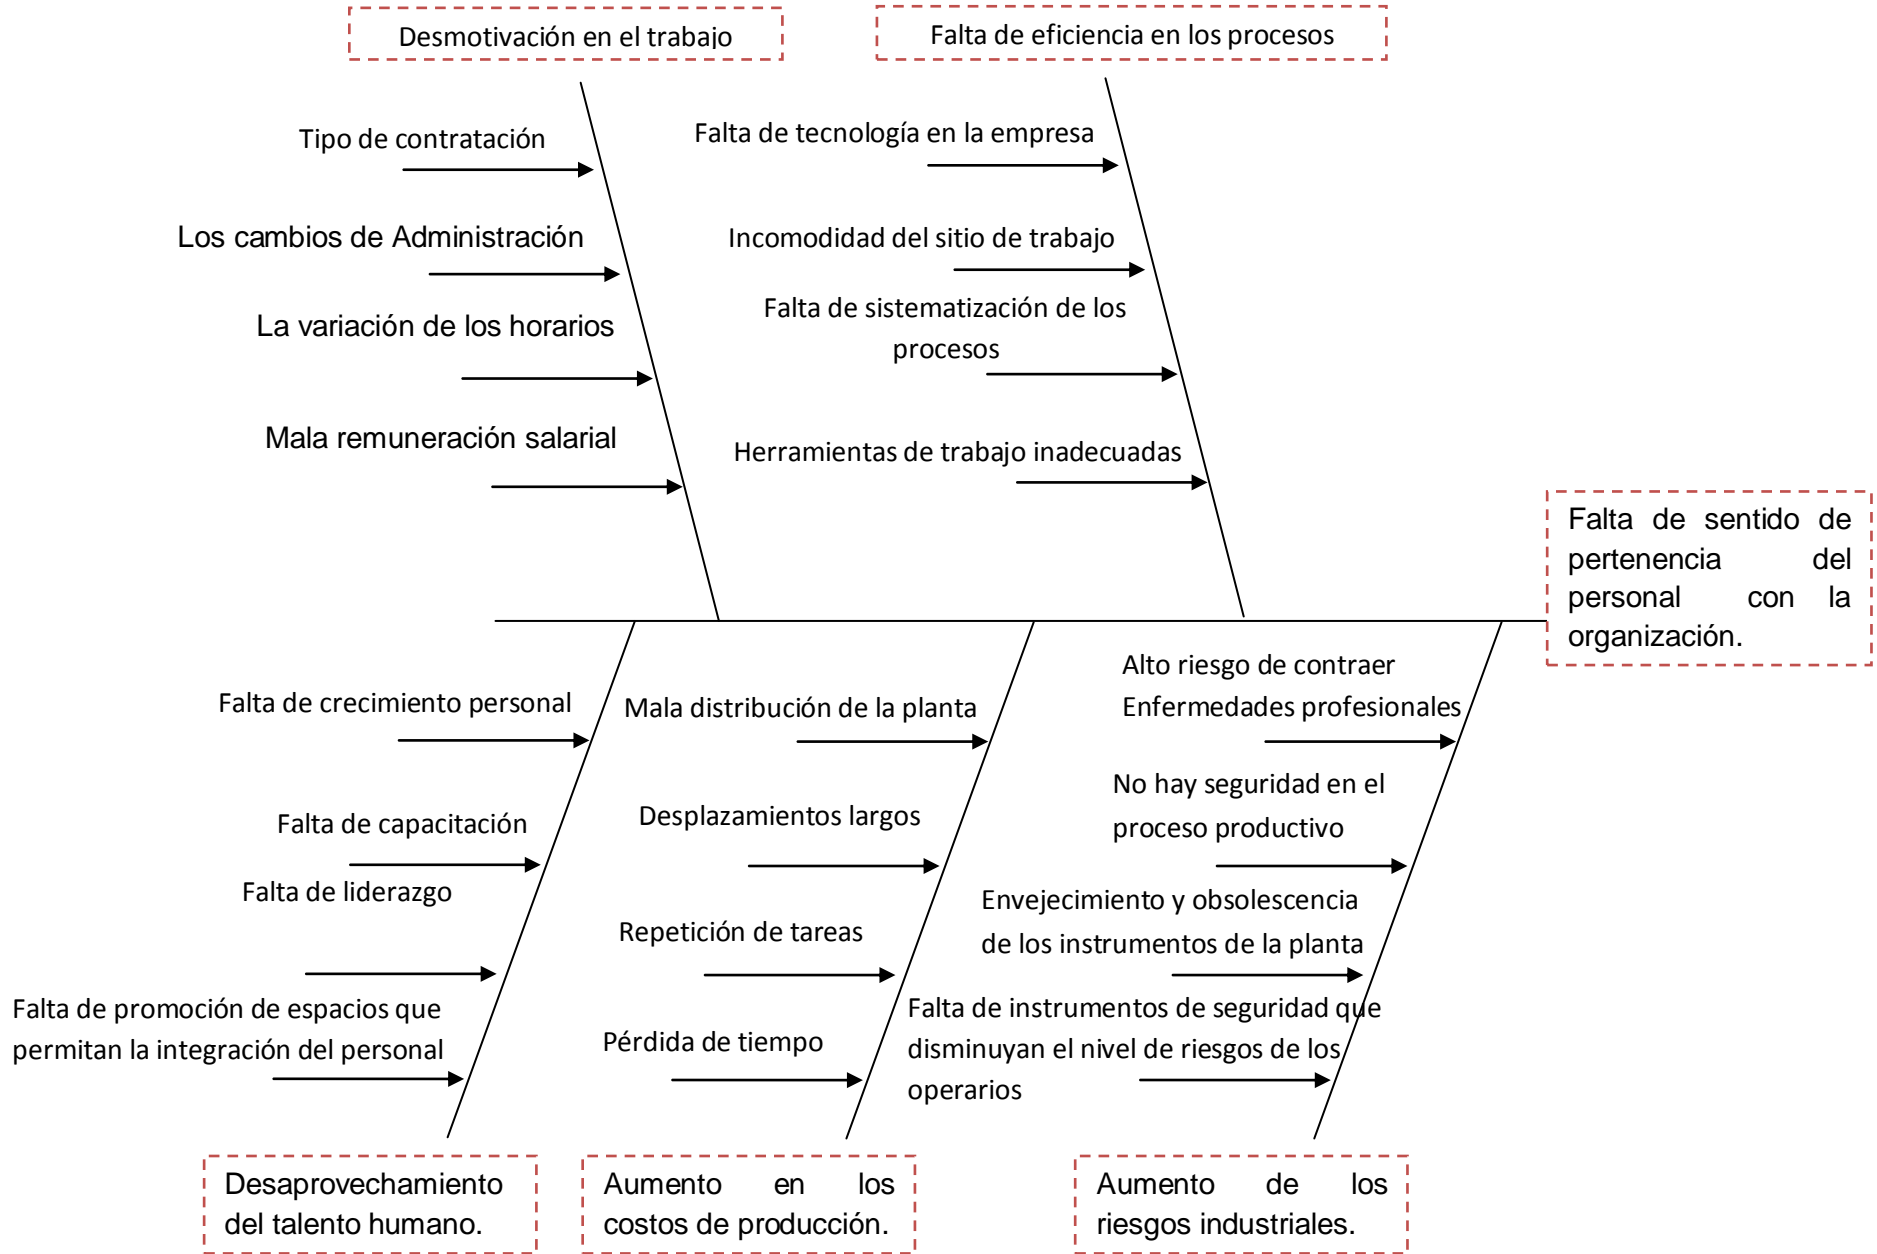 Desmotivación en el trabajo
Falta de eficiencia en los procesos
Tipo de contratación
Los cambios de Administración
La variación de los horarios
Mala remuneración salarial
Falta de tecnología en la empresa
Incomodidad del sitio de trabajo
Falta de sistematización de los
procesos
Herramientas de trabajo inadecuadas
Falta de sentido de
pertenencia del
personal con la
organización.
Falta de crecimiento personal
Falta de capacitación
Falta de liderazgo
Falta de promoción de espacios que
permitan la integración del personal
Mala distribución de la planta
Desplazamientos largos
Repetición de tareas
Pérdida de tiempo
Alto riesgo de contraer
Enfermedades profesionales
No hay seguridad en el
proceso productivo
Envejecimiento y obsolescencia
de los instrumentos de la planta
Falta de instrumentos de seguridad que
disminuyan el nivel de riesgos de los
operarios
Desaprovechamiento
del talento humano.
Aumento en los
costos de producción.
Aumento de los
riesgos industriales.